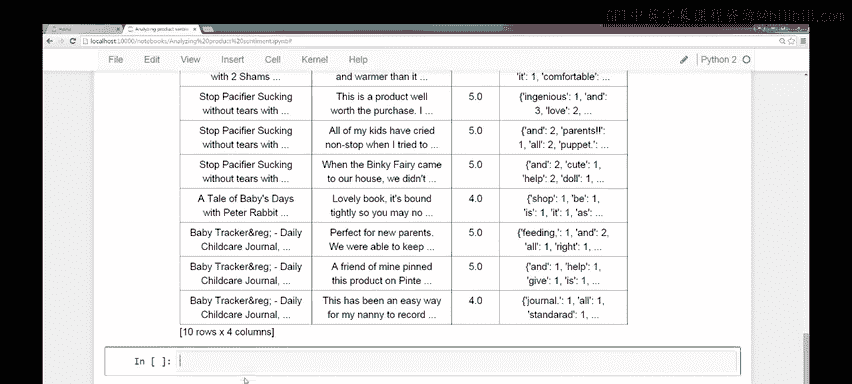 Home
Analyzing product sentim
localhost:10000/notebooks/Analyzing%20product%20sentiment.ipynb#
File Edit View Insert Cell Kernel Help Python 2
with 2 Shams ... and warmer than it ... 'it': 1, 'comfortable': ...
Stop Pacifier Sucking This is a product well 5.0 {'ingenious': 1, 'and':
without tears with ... worth the purchase. I ... 3, 'love': 2, ...
Stop Pacifier Sucking All of my kids have cried 5.0 {'and': 2, 'parents!!':
without tears with ... non-stop when I tried to ... 1, 'all': 2, 'puppet.': ...
Stop Pacifier Sucking When the Binky Fairy came 5.0 {'and': 2, 'cute': 1,
without tears with ... to our house, we didn't ... 'help': 2, 'doll': 1, ...
A Tale of Baby's Days Lovely book, it's bound 4.0 {'shop': 1, 'be': 1,
with Peter Rabbit ... tightly so you may no ... 'is': 1, 'it': 1, 'as': ...
Baby Tracker&reg; - Daily Perfect for new parents. 5.0 {'feeding,': 1, 'and': 2,
Childcare Journal, ... We were able to keep ... 'all': 1, 'right': 1, ...
Baby Tracker&reg; - Daily A friend of mine pinned 5.0 {'and': 1, 'help': 1,
Childcare Journal, ... this product on Pinte ... 'give': 1, 'is': 1, ...
Baby Tracker&reg; - Daily This has been an easy way 4.0 {'journal.': 1, 'all': 1,
Childcare Journal, ... for my nanny to record ... 'standarad': 1, ...
[10 rows x 4 columns]
In [ ]: